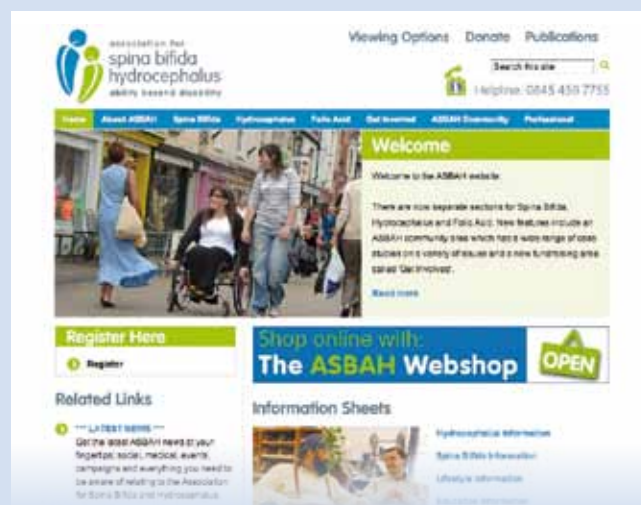 association for
spina bifida
hydrocephalus
ability beyond disability
Viewing Options Donate Publications
Search this site
Helpline: 0845 450 7755
Home About ASBAH Spina Bifida Hydrocephalus Folic Acid Get Involved ASBAH Community Professional
Welcome
Welcome to the ASBAH website
There are now separate sections for Spina Bifida,
Hydrocephalus and Folic Acid. New features include an
ASBAH community area which has a wide range of case
studies on a variety of issues and a new fundraising area
called 'Get Involved'.
Read more
Register Here
Register
Shop online with:
The ASBAH Webshop
OPEN
Related Links
*** LATEST NEWS ***
Get the latest ASBAH news at your
fingertips; social, medical, events,
campaigns and everything you need to
be aware of relating to the Association
for Spina Bifida and Hydrocephalus.
Information Sheets
Hydrocephalus Information
Spina Bifida Information
Lifestyle Information
Education Information